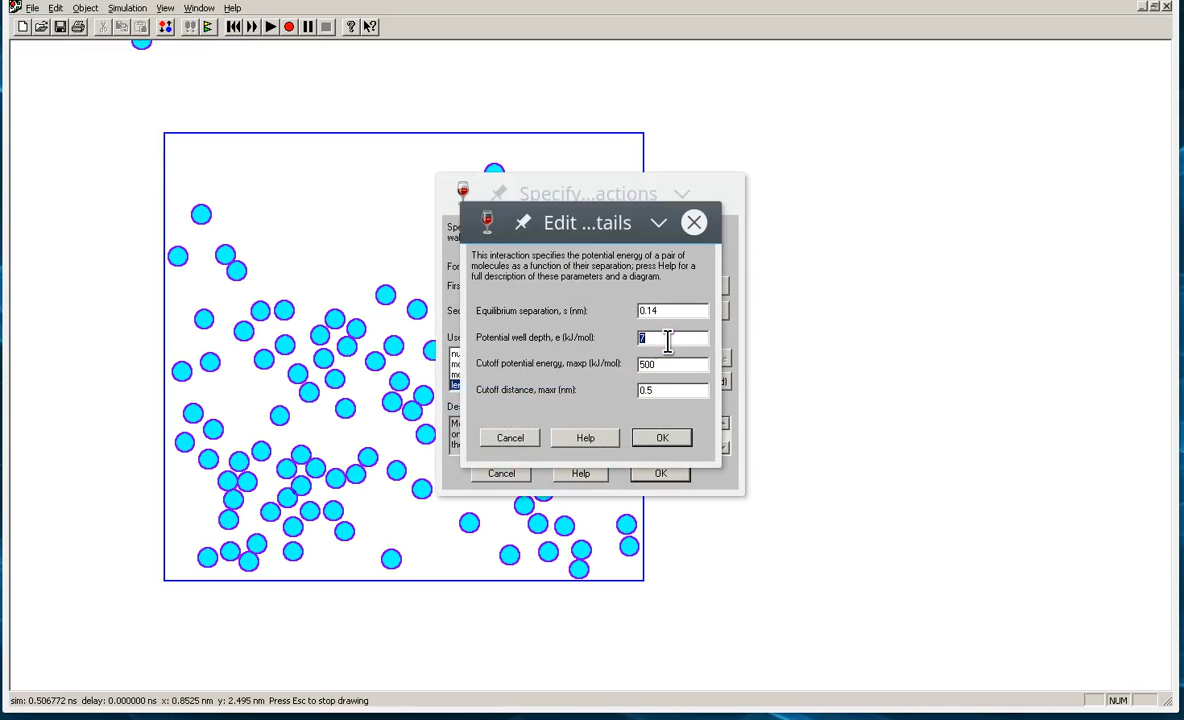 File Edit Object Simulation View Window Help
Specify...actions
Edit ...tails
This interaction specifies the potential energy of a pair of
molecules as a function of their separation; press Help for a
full description of these parameters and a diagram.
Equilibrium separation, s (nm): 0.14
Potential well depth, e (kJ/mol): 7
Cutoff potential energy, maxp (kJ/mol): 500
Cutoff distance, maxr (nm): 0.5
Cancel Help OK
Cancel Help OK
sim: 0.506772 ns delay: 0.000000 ns x: 0.8525 nm y: 2.495 nm Press Esc to stop drawing
NUM